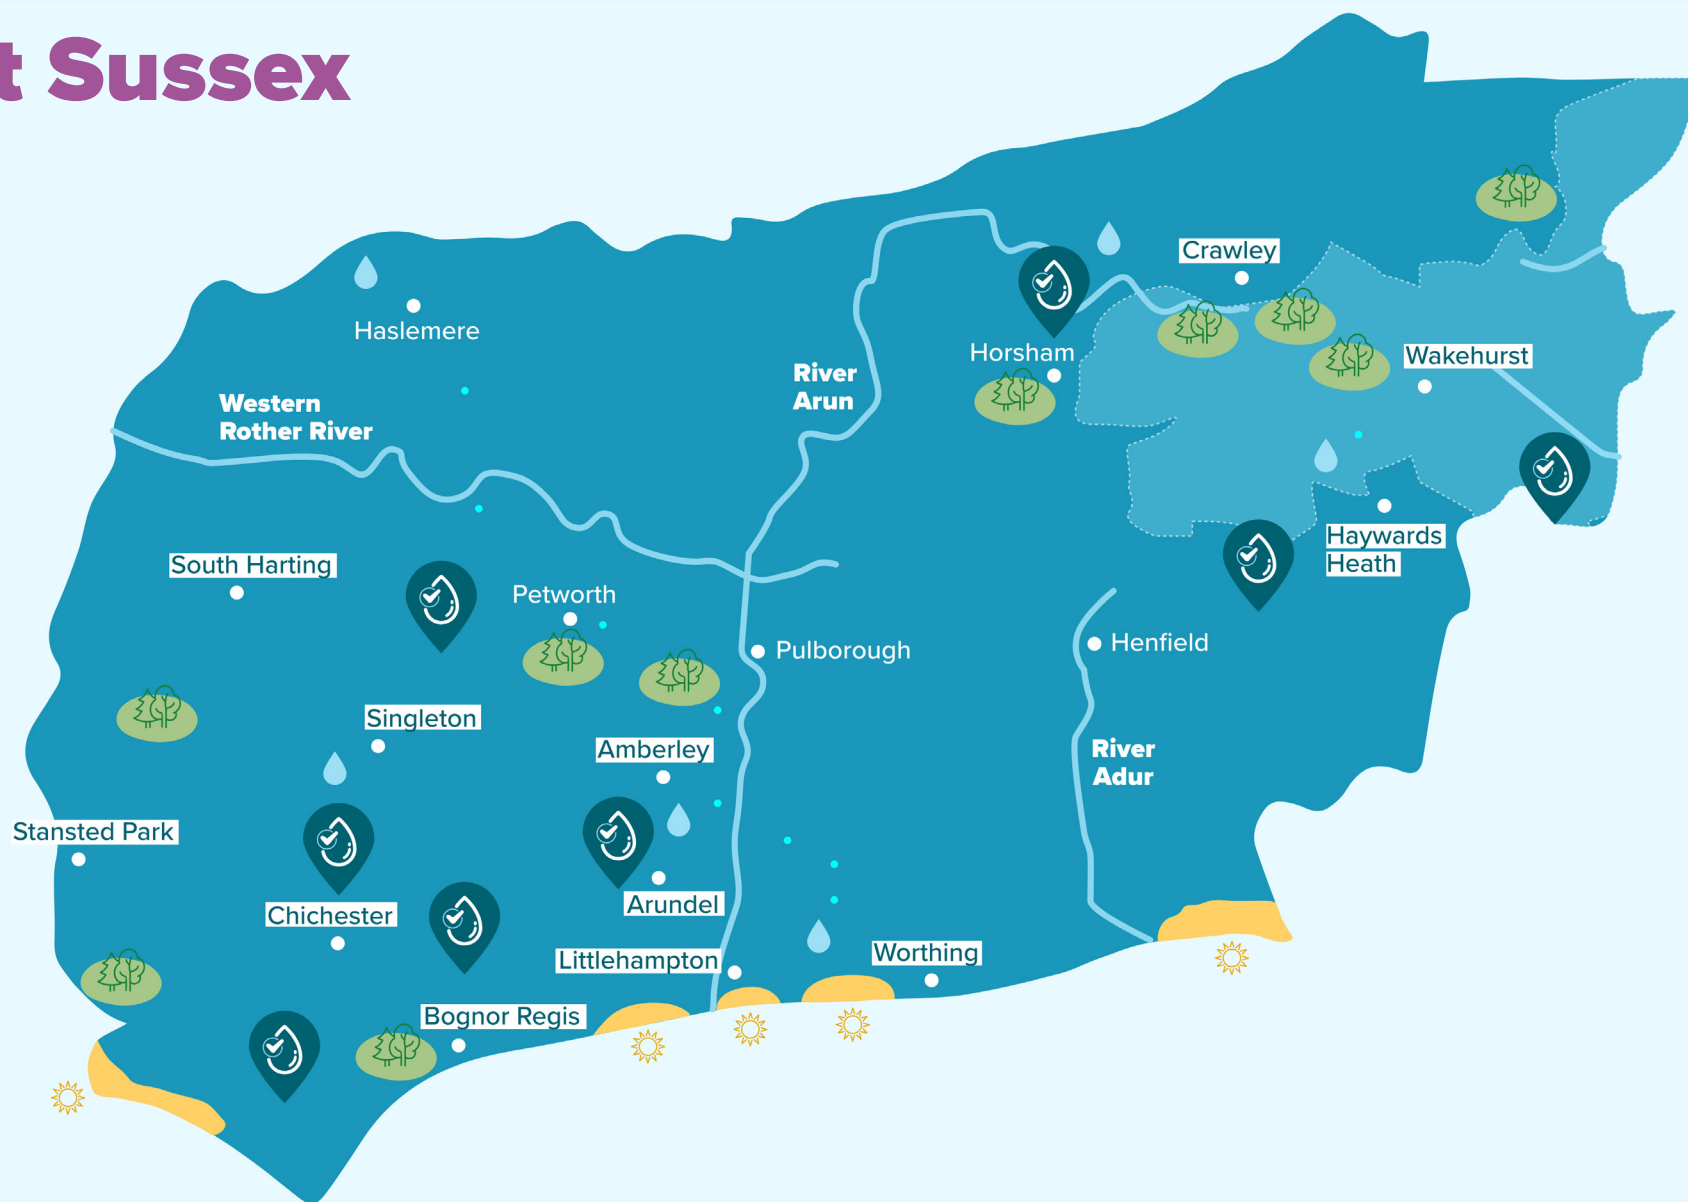 t Sussex
Crawley
Haslemere
Horsham
Wakehurst
River
Arun
Western
Rother River
Haywards
Heath
South Harting
Petworth
Pulborough
Henfield
Singleton
Amberley
River
Adur
Stansted Park
Arundel
Chichester
Littlehampton
Worthing
Bognor Regis